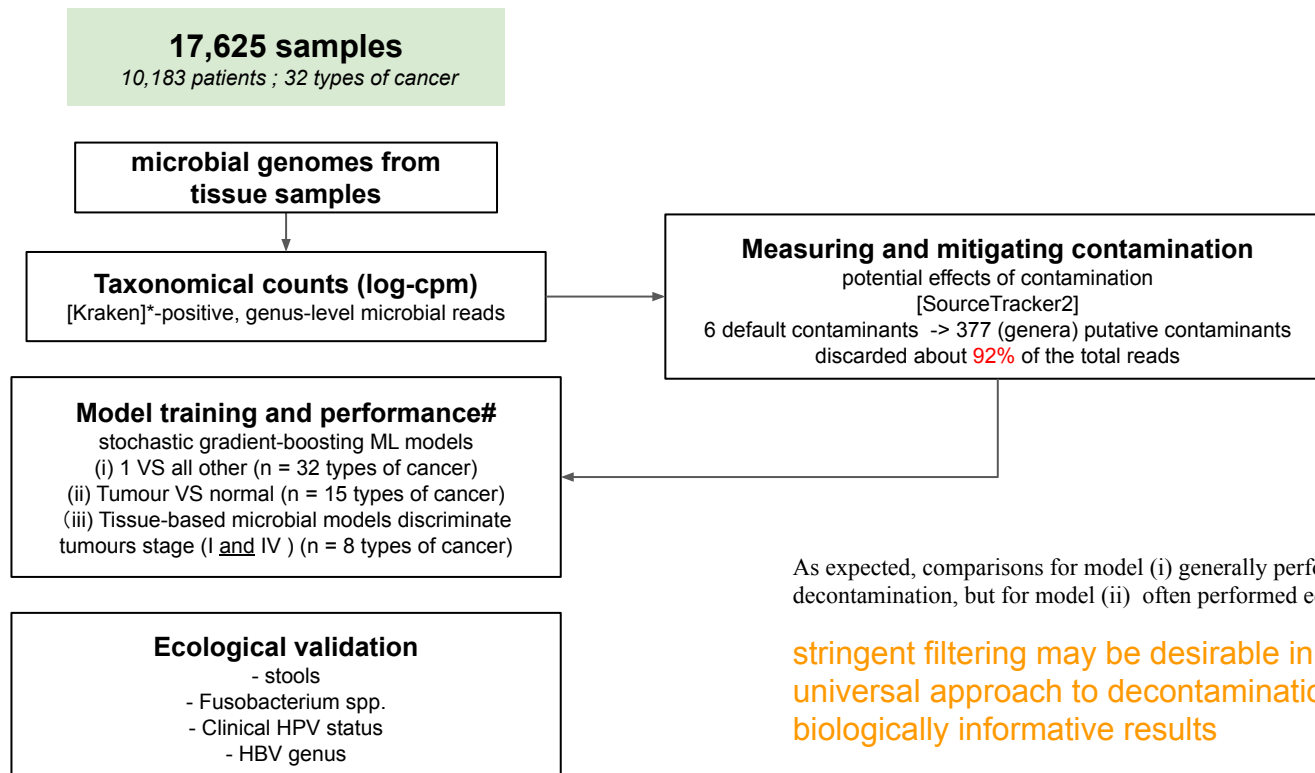 17,625 samples
10,183 patients ; 32 types of cancer
microbial genomes from
tissue samples
Taxonomical counts (log-cpm)
[Kraken]*-positive, genus-level microbial reads
Measuring and mitigating contamination
potential effects of contamination
[SourceTracker2]
6 default contaminants -> 377 (genera) putative contaminants
discarded about 92% of the total reads
Model training and performance#
stochastic gradient-boosting ML models
(i) 1 VS all other (n = 32 types of cancer)
(ii) Tumour VS normal (n = 15 types of cancer)
（iii) Tissue-based microbial models discriminate
tumours stage (I and IV ) (n = 8 types of cancer)
As expected, comparisons for model (i) generally
decontamination, but for model (ii) often performed
stringent filtering may be desirable in
universal approach to
biologically informative results
Ecological validation
- stools
- Fusobacterium spp.
- Clinical HPV status
- HBV genus